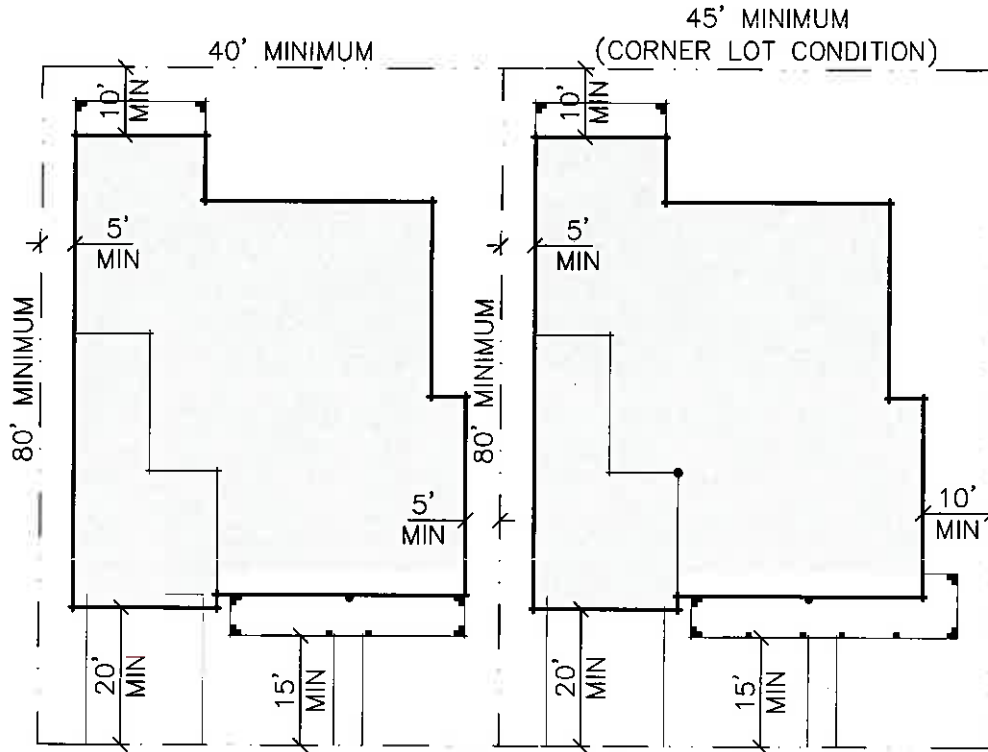 45' MINIMUM
40' MINIMUM
(CORNER LOT CONDITION)
10'
MIN
10'
MIN
5'
MIN
5'
MIN
80' MINIMUM
80' MINIMUM
5'
MIN
10'
MIN
20'
MIN
15'
MIN
20'
MIN
15'
MIN